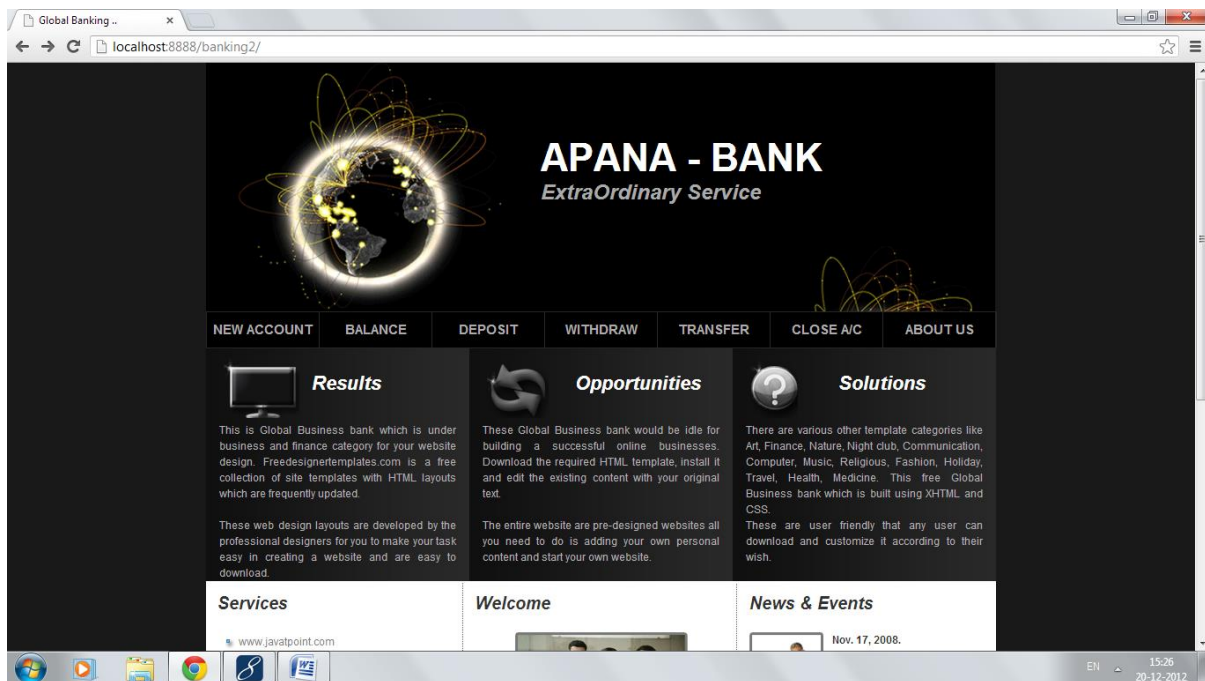 Global Banking ..
localhost:8888/banking2/
APANA - BANK
ExtraOrdinary Service
NEW ACCOUNT
BALANCE
DEPOSIT
WITHDRAW
TRANSFER
CLOSE A/C
ABOUT US
Results
This is Global Business bank which is under
business and finance category for your website
design. Freedesignertemplates.com is a free
collection of site templates with HTML layouts
which are frequently updated.
These web design layouts are developed by the
professional designers for you to make your task
easy in creating a website and are easy to
download.
Opportunities
These Global Business bank would be idle for
building a successful online businesses.
Download the required HTML template, install it
and edit the existing content with your original
text.
The entire website are pre-designed websites all
you need to do is adding your own personal
content and start your own website.
Solutions
There are various other template categories like
Art, Finance, Nature, Night club, Communication,
Computer, Music, Religious, Fashion, Holiday,
Travel, Health, Medicine. This free Global
Business bank which is built using XHTML and
CSS.
These are user friendly that any user can
download and customize it according to their
wish.
Services
www.javatpoint.com
Welcome
News & Events
Nov. 17, 2008.
EN
15:26
20-12-2012